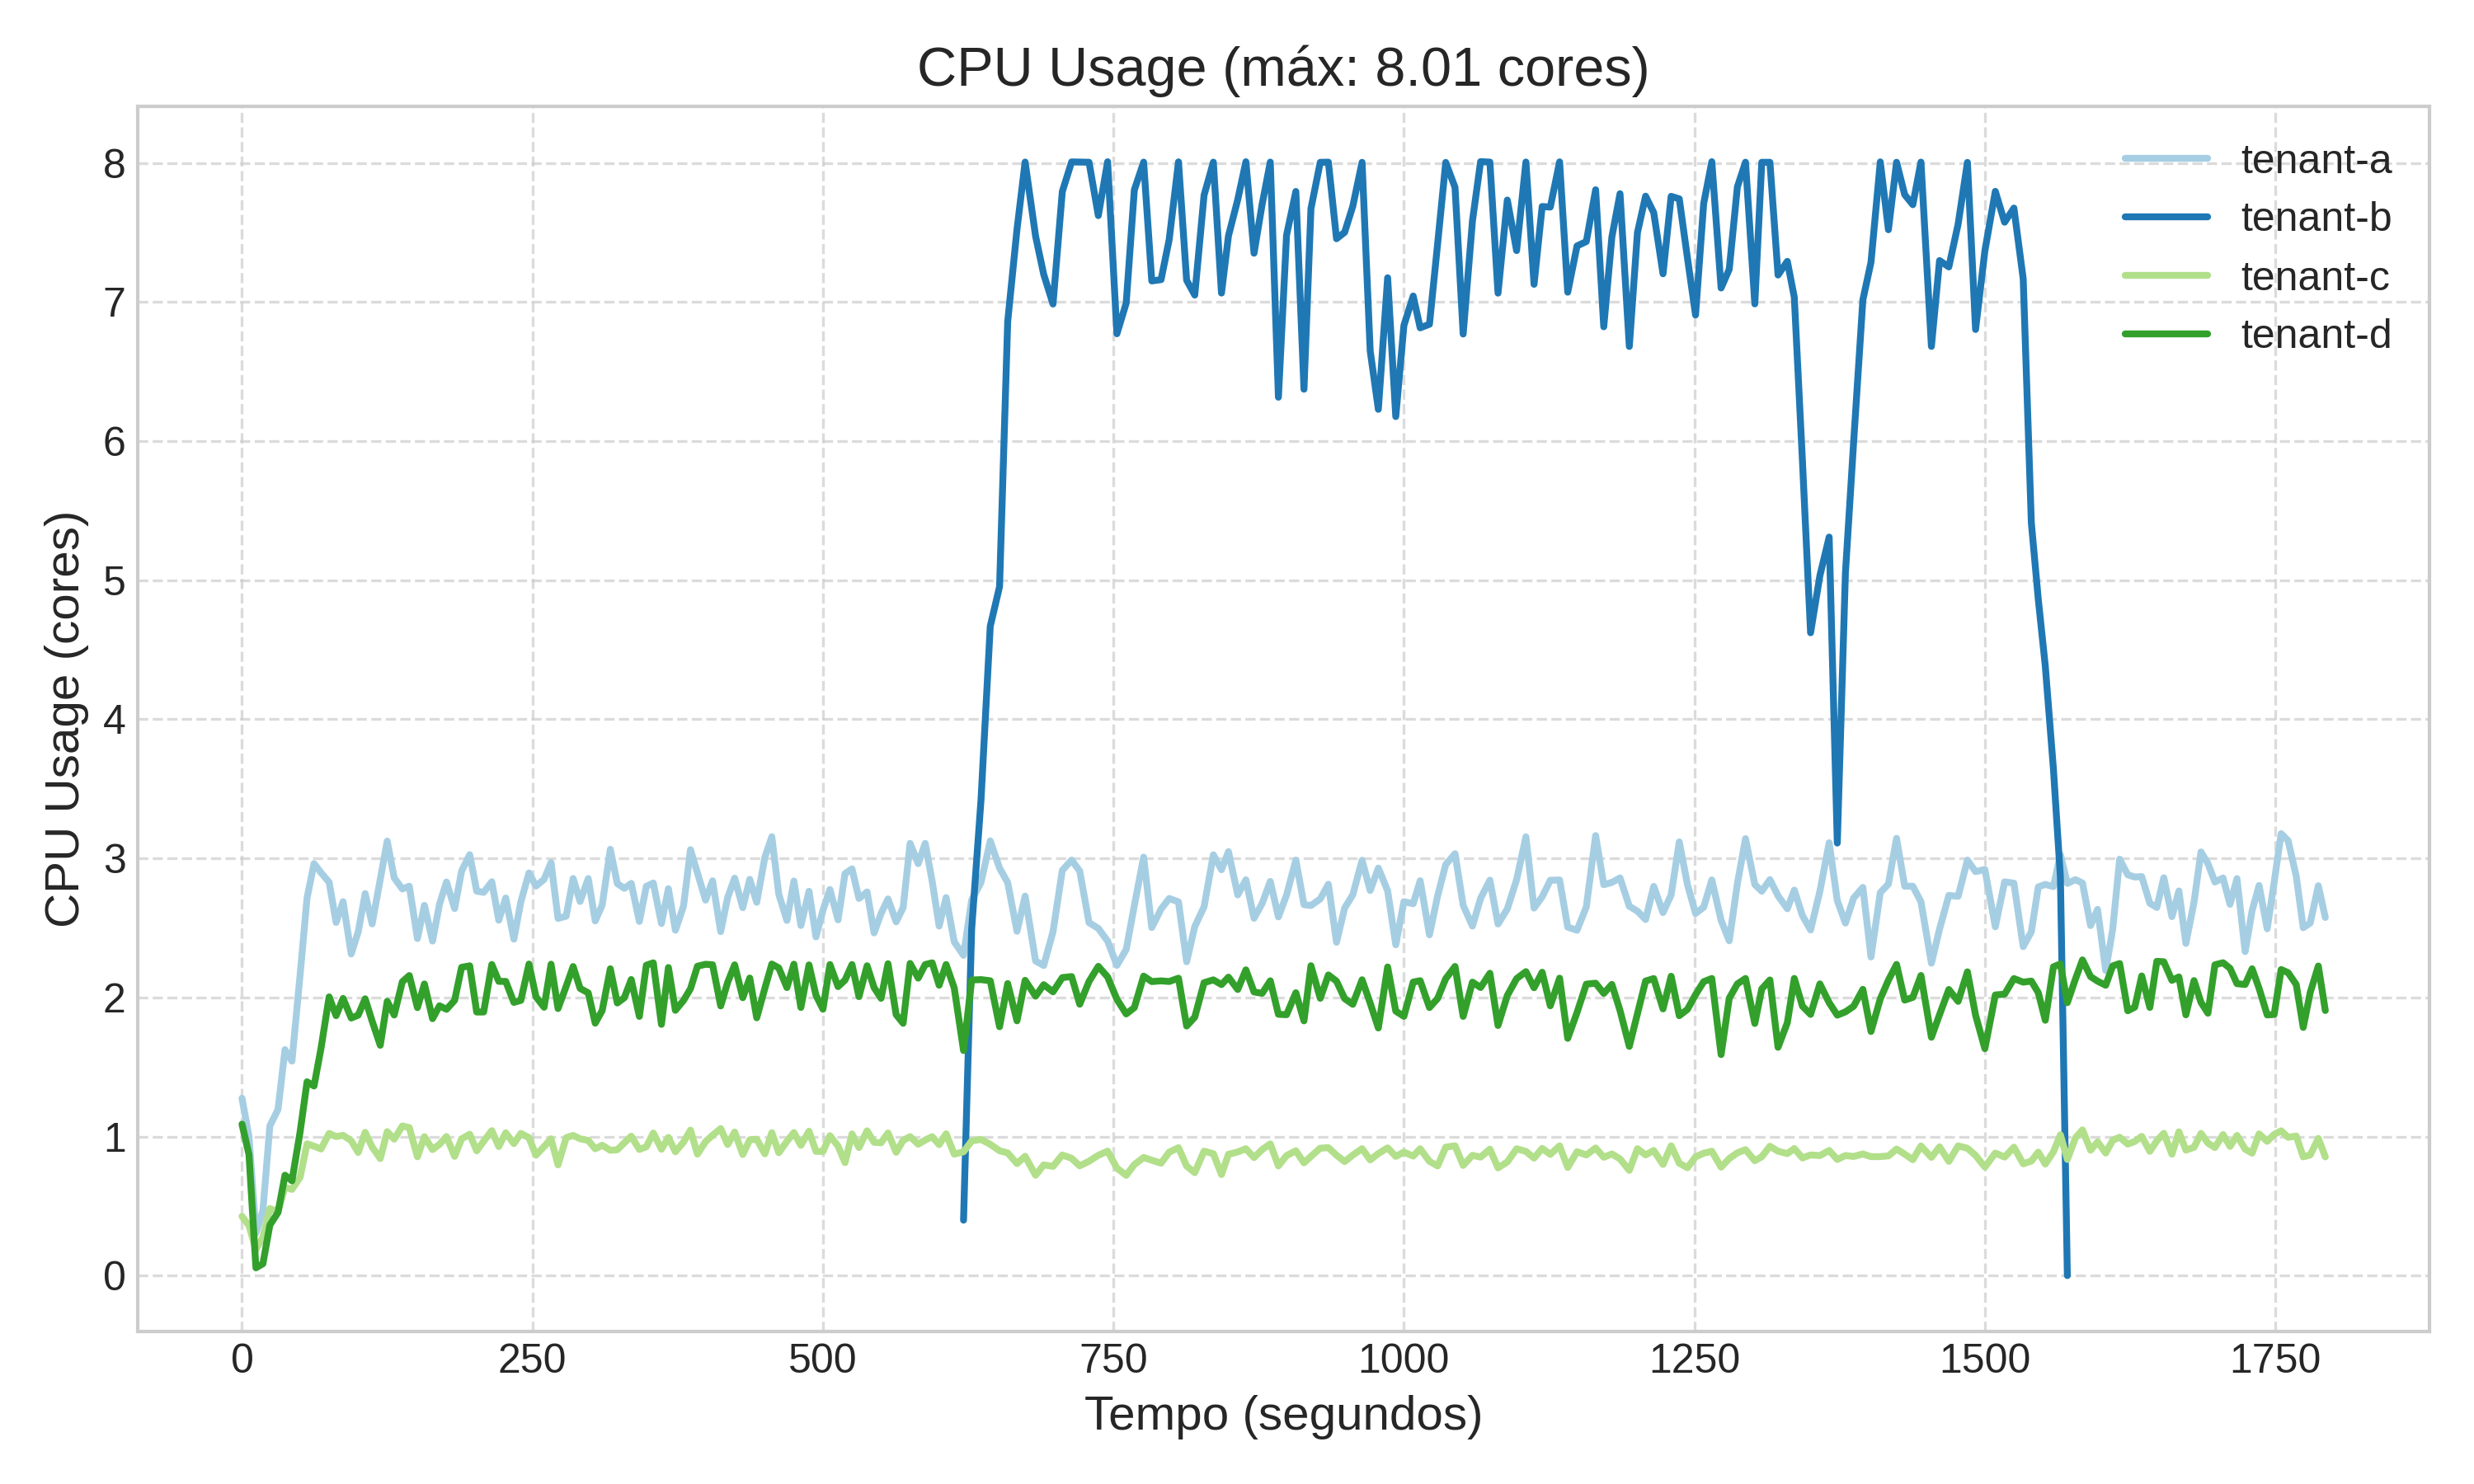 CPU Usage (máx: 8.01 cores)
CPU Usage (cores)
8
7
6
5
4
3
2
1
0
tenant-a
tenant-b
tenant-c
tenant-d
0 250 500 750 1000 1250 1500 1750
Tempo (segundos)